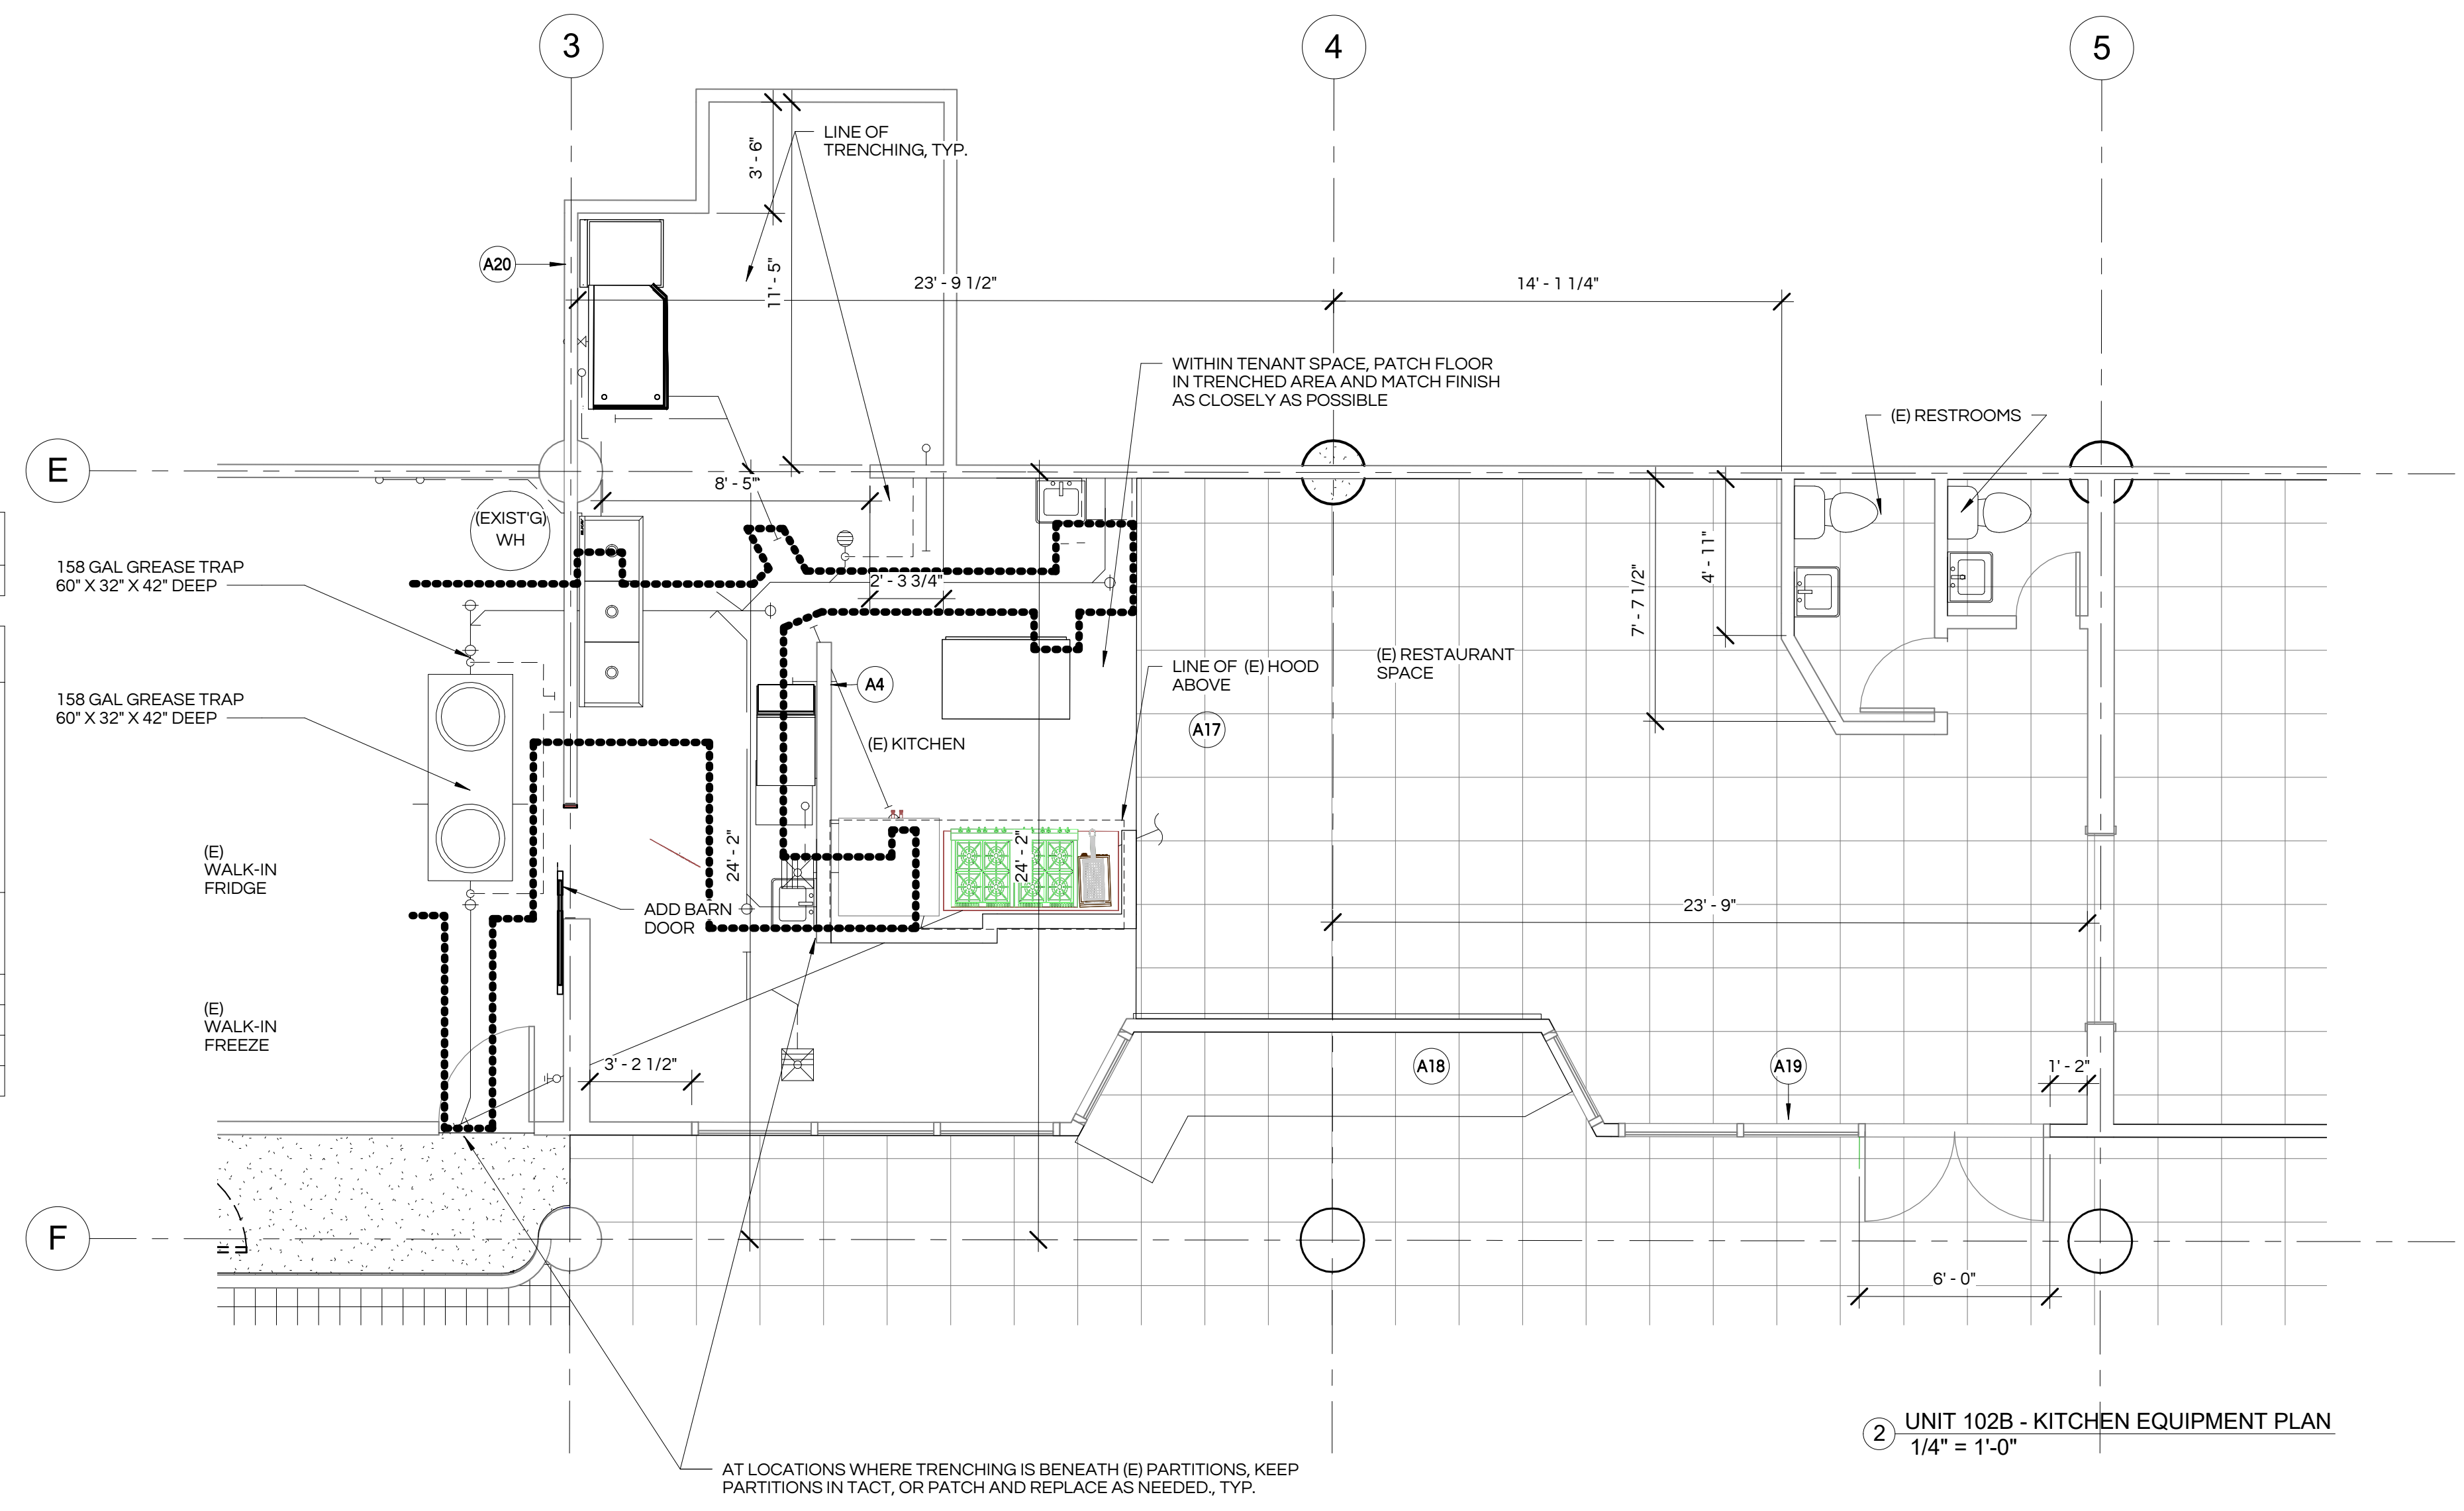 3
4
5
LINE OF
TRENCHING, TYP.
3' - 6"
A20
11' - 5"
23' - 9 1/2"
14' - 1 1/4"
WITHIN TENANT SPACE, PATCH FLOOR
IN TRENCHED AREA AND MATCH FINISH
AS CLOSELY AS POSSIBLE
(E) RESTROOMS
E
8' - 5"
(EXIST'G)
WH
158 GAL GREASE TRAP
60" X 32" X 42" DEEP
2' - 3 3/4"
4' - 11"
7' - 7 1/2"
LINE OF (E) HOOD
ABOVE
(E) RESTAURANT
SPACE
A4
158 GAL GREASE TRAP
60" X 32" X 42" DEEP
A17
(E) KITCHEN
(E)
WALK-IN
FRIDGE
24' - 2"
24' - 2"
ADD BARN
DOOR
23' - 9"
(E)
WALK-IN
FREEZE
3' - 2 1/2"
A18
A19
1' - 2"
F
6' - 0"
2
UNIT 102B - KITCHEN EQUIPMENT PLAN
1/4" = 1'-0"
AT LOCATIONS WHERE TRENCHING IS BENEATH (E) PARTITIONS, KEEP
PARTITIONS IN TACT, OR PATCH AND REPLACE AS NEEDED., TYP.